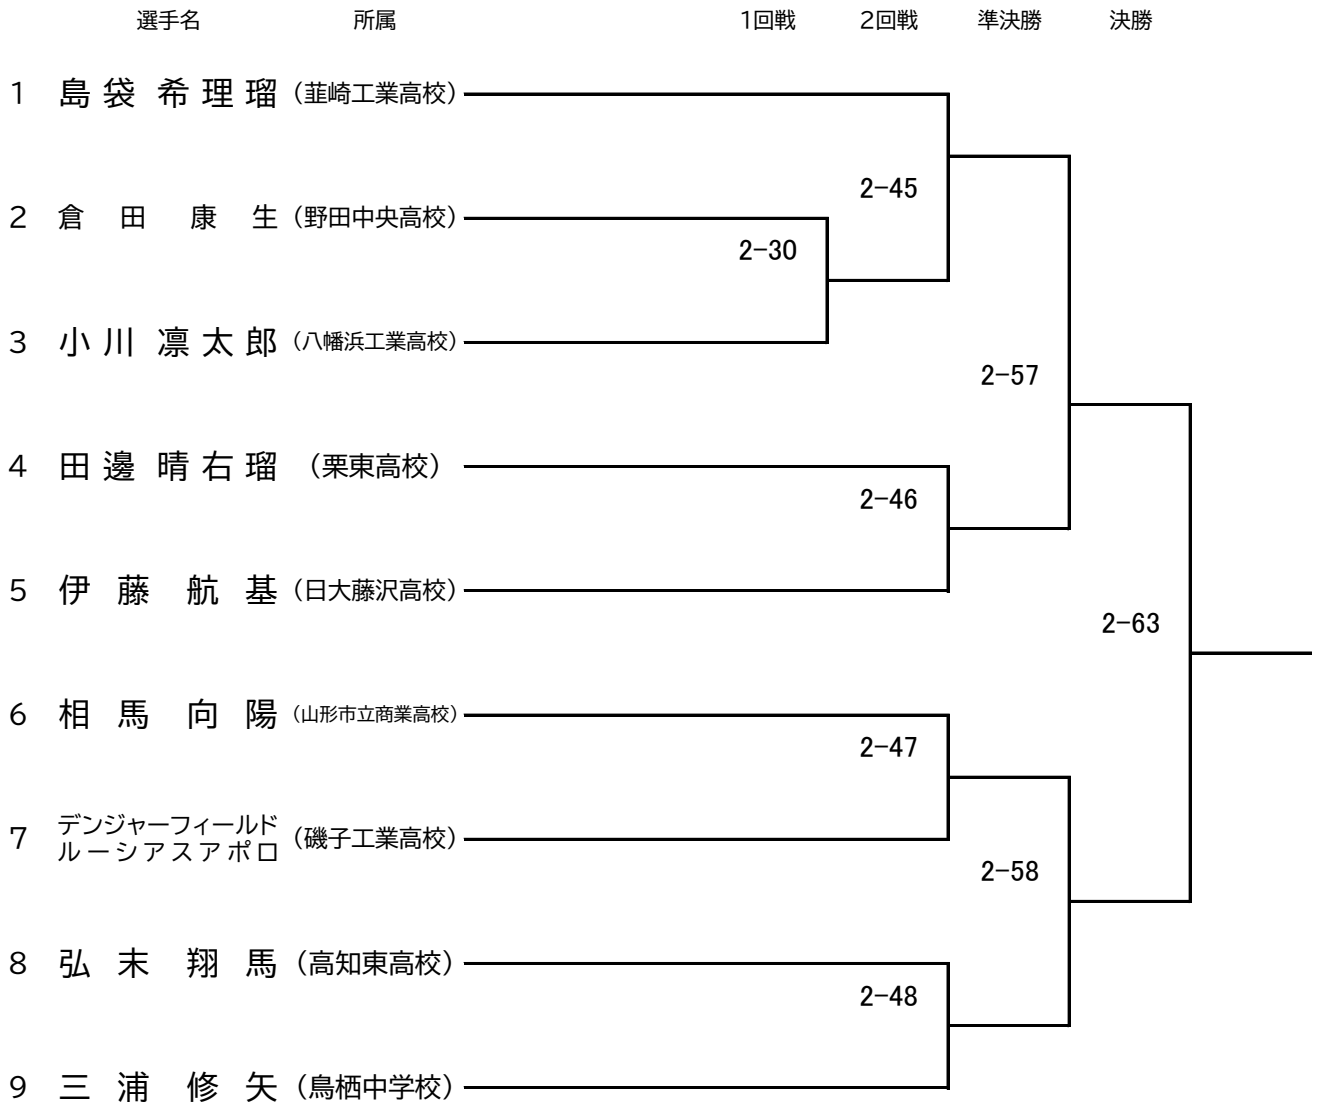 選手名 所属 1回戦 2回戦 準決勝 決勝
1 島袋 希理瑠 (韮崎工業高校)
2-45
2 倉田 康生 (野田中央高校)
2-30
3 小川 凛太郎 (八幡浜工業高校)
2-57
4 田邊 晴右瑠 (栗東高校)
2-46
5 伊藤 航基 (日大藤沢高校)
2-63
6 相馬 向陽 (山形市立商業高校)
2-47
7 デンジャーフィールド
ルーシアスアポロ (磯子工業高校)
2-58
8 弘末 翔馬 (高知東高校)
2-48
9 三浦 修矢 (鳥栖中学校)